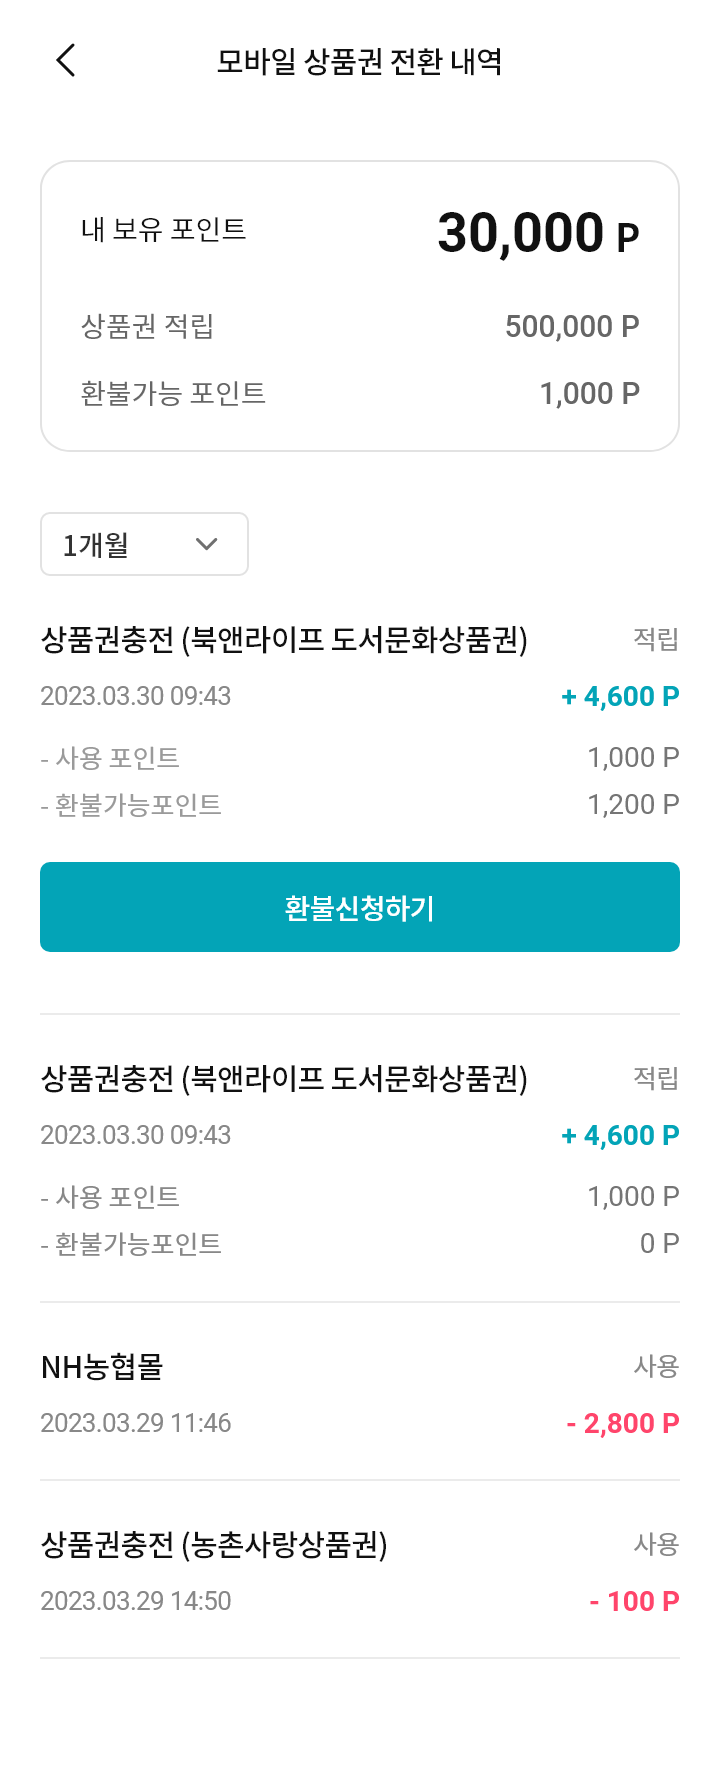 모바일 상품권 전환 내역
내 보유 포인트 30,000 P
상품권 적립 500,000 P
환불가능 포인트 1,000 P
1개월
상품권충전 (북앤라이프 도서문화상품권) 적립
2023.03.30 09:43 + 4,600 P
- 사용 포인트 1,000 P
- 환불가능포인트 1,200 P
환불신청하기
상품권충전 (북앤라이프 도서문화상품권) 적립
2023.03.30 09:43 + 4,600 P
- 사용 포인트 1,000 P
- 환불가능포인트 0 P
NH농협몰 사용
2023.03.29 11:46 - 2,800 P
상품권충전 (농촌사랑상품권) 사용
2023.03.29 14:50 - 100 P